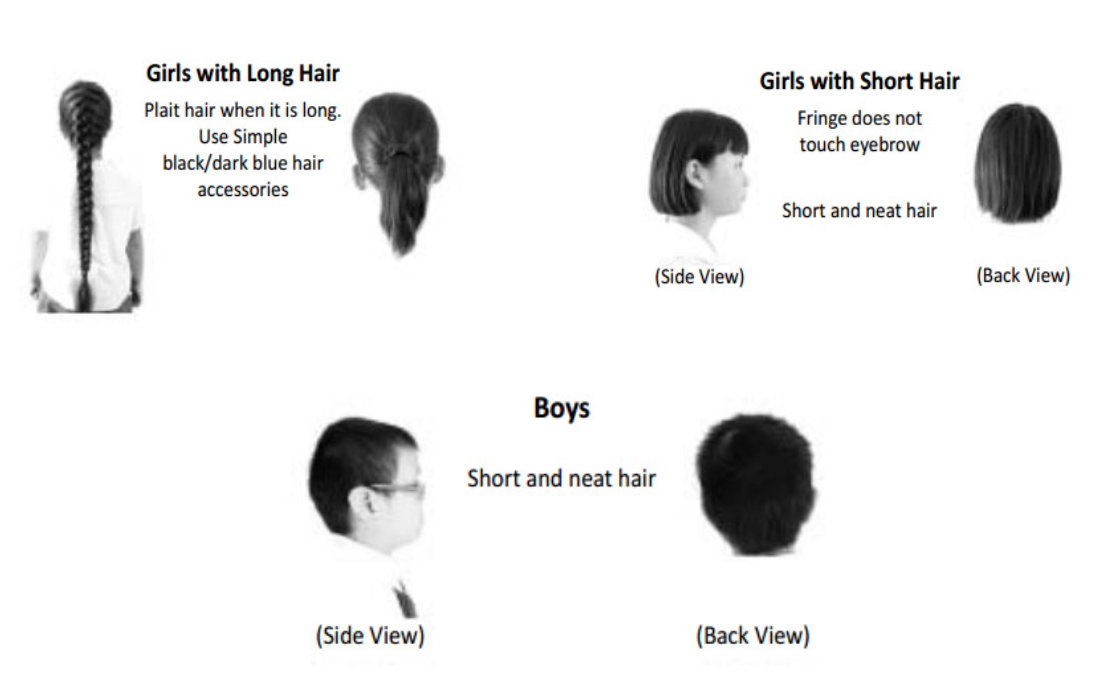 Girls with Long Hair
Plait hair when it is long.
Use Simple
black/dark blue hair
accessories
Girls with Short Hair
Fringe does not
touch eyebrow
Short and neat hair
(Side View)
(Back View)
Boys
Short and neat hair
(Side View)
(Back View)